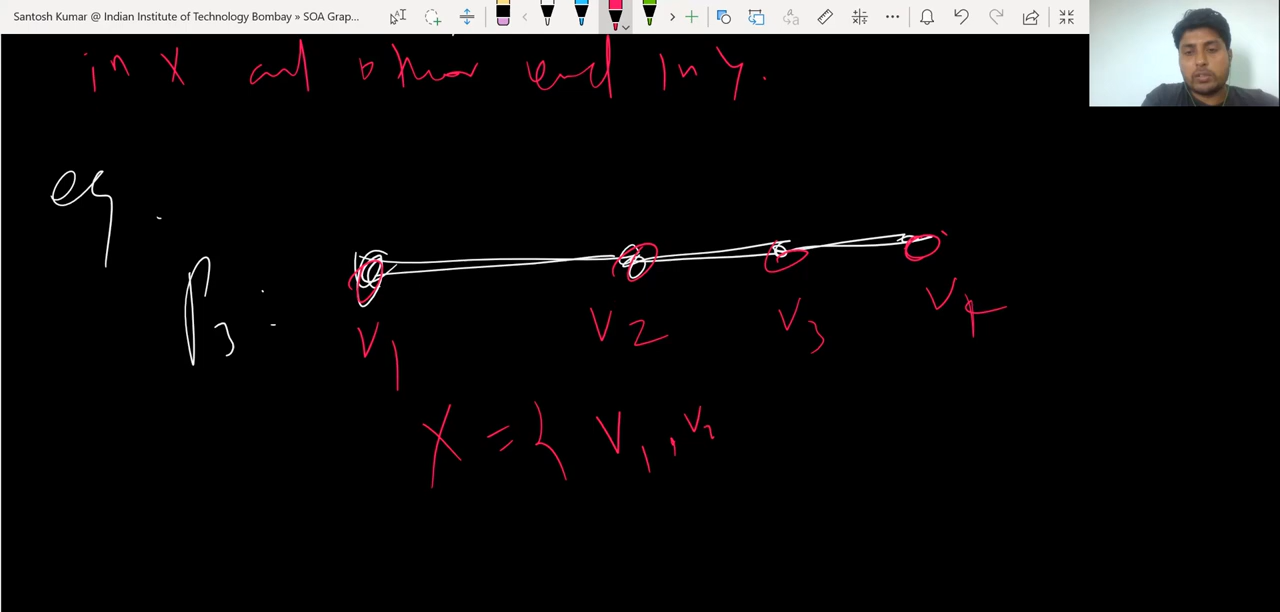 Santosh Kumar @ Indian Institute of Technology Bombay » SOA Grap...
in X and other end in Y.
eg.
P3 :
V1 V2 V3 V4
X = { V1, V3